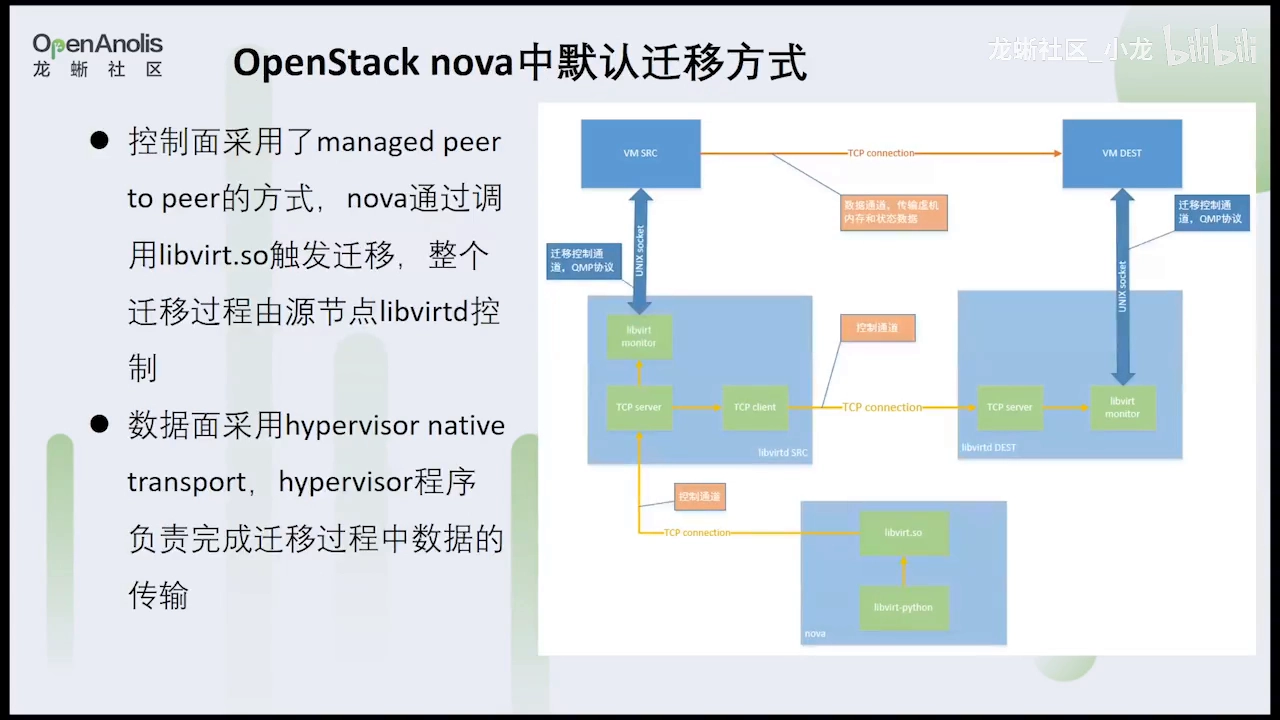 OpenAnolis
龙蜥社区
龙蜥社区_小龙 bilibili
OpenStack nova中默认迁移方式
● 控制面采用了managed peer
to peer的方式，nova通过调
用libvirt.so触发迁移，整个
迁移过程由源节点libvirtd控
制
● 数据面采用hypervisor native
transport，hypervisor程序
负责完成迁移过程中数据的
传输
VM SRC
TCP connection
VM DEST
数据通道，传输虚机
内存和状态数据
迁移控制通
道，QMP协议
UNIX socket
迁移控制通
道，QMP协议
UNIX socket
libvirt
monitor
控制通道
TCP server
TCP client
TCP connection
TCP server
libvirt
monitor
libvirtd SRC
libvirtd DEST
控制通道
TCP connection
libvirt.so
libvirt-python
nova